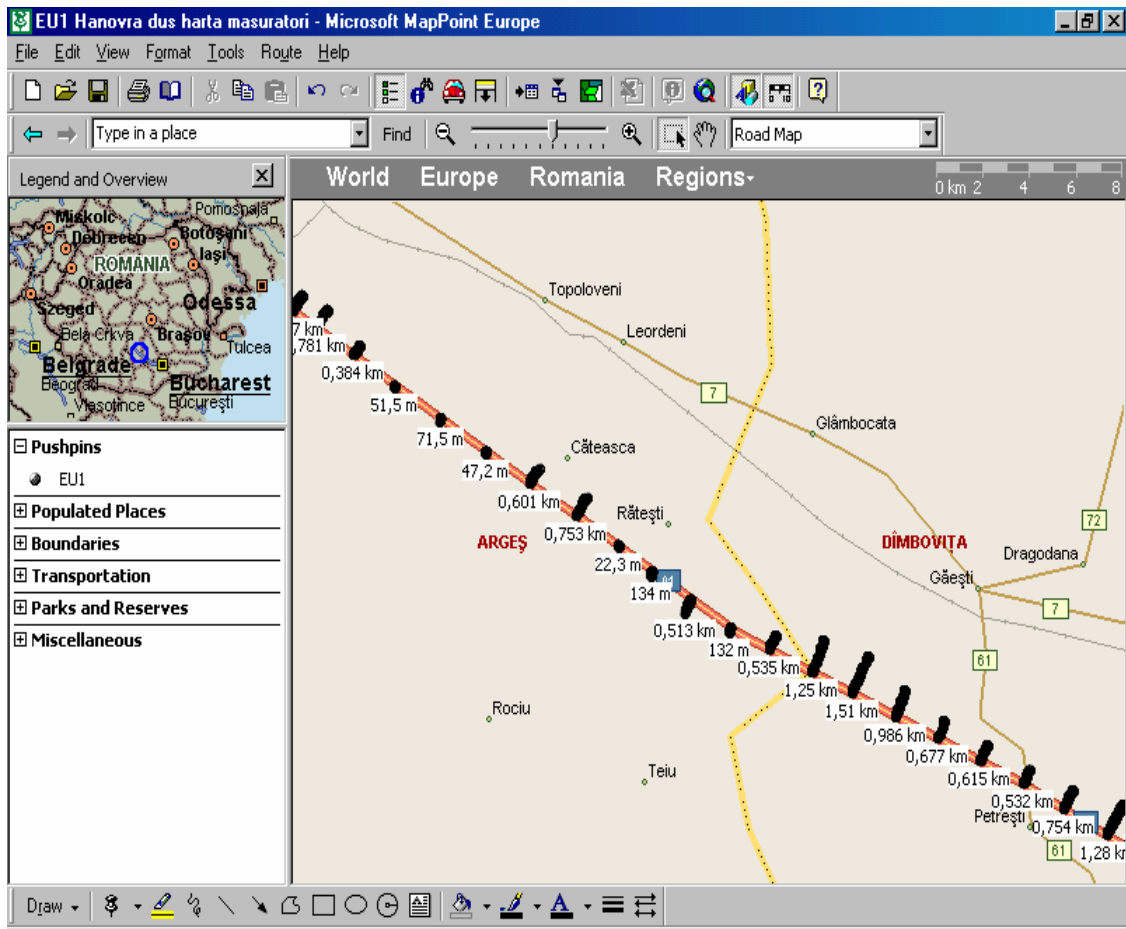 EU1 Hanovra dus harta masuratori - Microsoft MapPoint Europe
File Edit View Format Tools Route Help
Type in a place Find Road Map
Legend and Overview
World Europe Romania Regions
0 km 2 4 6 8
Miskolc
Pomosnaja
Debrecen
Botoşani
ROMANIA
Iaşi
Oradea
Szeged
Odessa
Bela Crkva
Braşov
Tulcea
Belgrade
Beograd
Bucharest
Vlasotince
Bucureşti
Pushpins
EU1
Populated Places
Boundaries
Transportation
Parks and Reserves
Miscellaneous
Topoloveni
Leordeni
7 km
,781 km
0,384 km
7
51,5 m
Glâmbocata
71,5 m
Căteasca
47,2 m
0,601 km
Răteşti
72
0,753 km
ARGEŞ
DÎMBOVIŢA
Dragodana
22,3 m
Găeşti
134 m
7
0,513 km
132 m
0,535 km
61
1,25 km
Rociu
1,51 km
0,986 km
0,677 km
Teiu
0,615 km
0,532 km
Petreşti
0,754 km
61
1,28 k
Draw